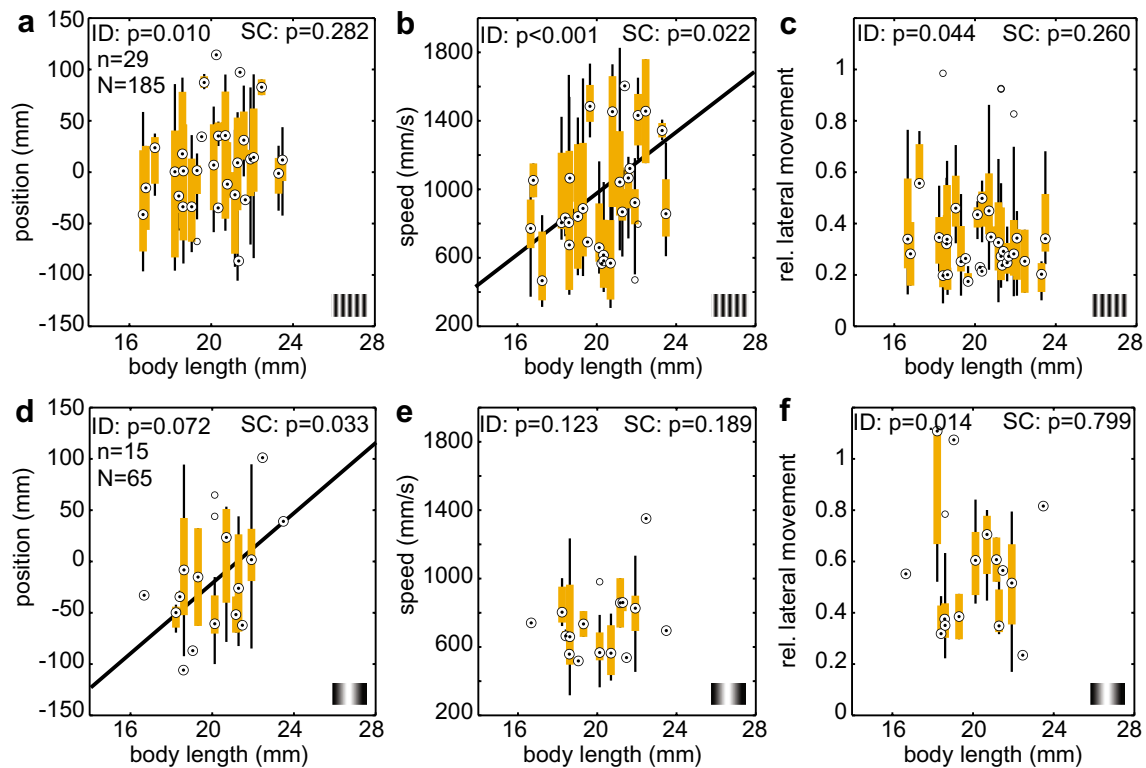 a
ID: p=0.010 SC: p=0.282
n=29
N=185
150
100
50
0
-50
-100
-150
position (mm)
16 20 24 28
body length (mm)
b
ID: p<0.001 SC: p=0.022
1800
1400
1000
600
200
speed (mm/s)
16 20 24 28
body length (mm)
c
ID: p=0.044 SC: p=0.260
1
0.8
0.6
0.4
0.2
0
rel. lateral movement
16 20 24 28
body length (mm)
d
ID: p=0.072 SC: p=0.033
n=15
N=65
150
100
50
0
-50
-100
-150
position (mm)
16 20 24 28
body length (mm)
e
ID: p=0.123 SC: p=0.189
1800
1400
1000
600
200
speed (mm/s)
16 20 24 28
body length (mm)
f
ID: p=0.014 SC: p=0.799
1
0.8
0.6
0.4
0.2
0
rel. lateral movement
16 20 24 28
body length (mm)